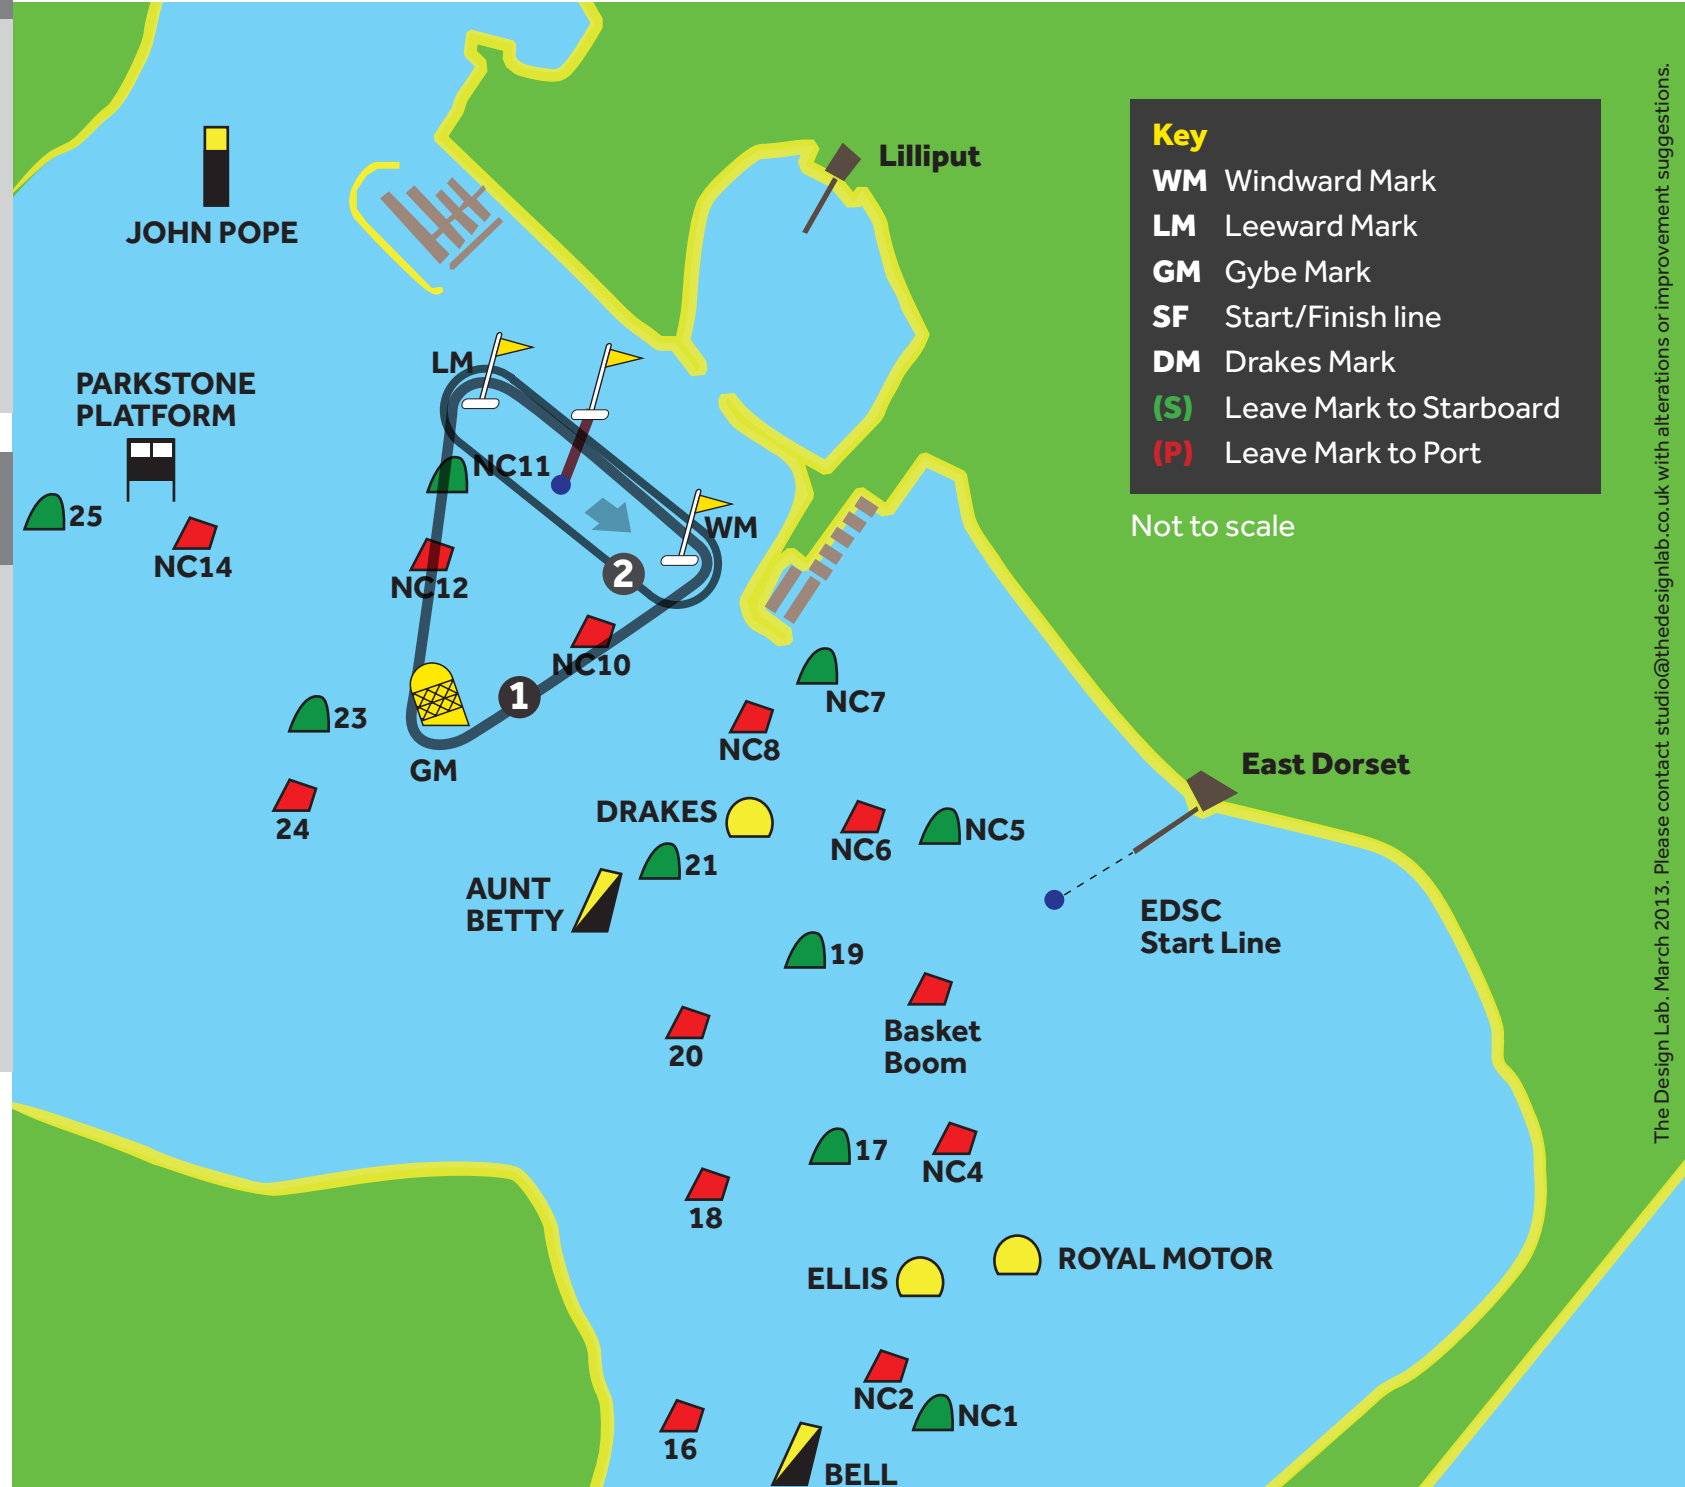 JOHN POPE
Lilliput
Key
WM Windward Mark
LM Leeward Mark
GM Gybe Mark
SF Start/Finish line
DM Drakes Mark
(S) Leave Mark to Starboard
(P) Leave Mark to Port
Not to scale
The Design Lab. March 2013. Please contact studio@thedesignlab.co.uk with alterations or improvement suggestions.
LM
PARKSTONE
PLATFORM
NC11
25
NC14
WM
NC12
2
NC10
1
23
GM
24
NC7
NC8
East Dorset
DRAKES
NC6
NC5
21
AUNT
BETTY
EDSC
Start Line
19
20
Basket
Boom
17
NC4
18
ROYAL MOTOR
ELLIS
NC2
NC1
16
BELL